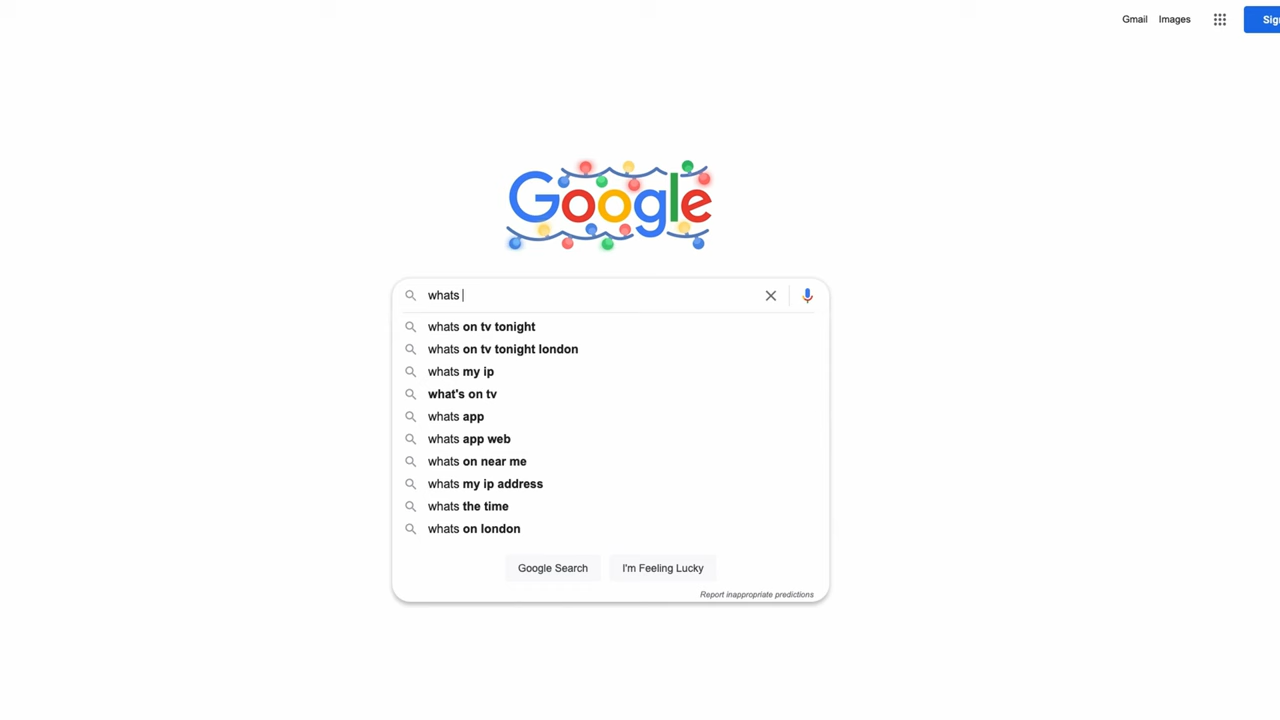 Gmail Images
Google
whats
whats on tv tonight
whats on tv tonight london
whats my ip
what's on tv
whats app
whats app web
whats on near me
whats my ip address
whats the time
whats on london
Google Search I'm Feeling Lucky
Report inappropriate predictions